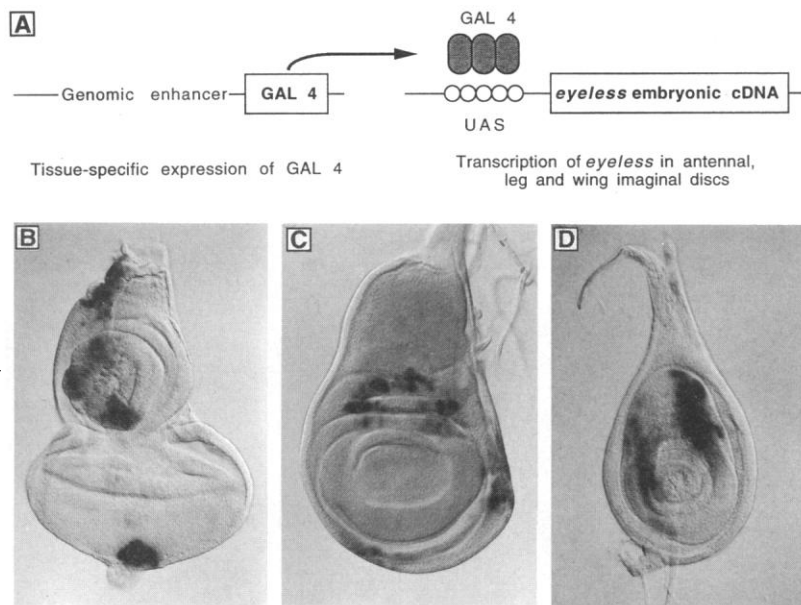 A
GAL 4
Genomic enhancer
GAL 4
eyeless embryonic cDNA
UAS
Tissue-specific expression of GAL 4
Transcription of eyeless in antennal,
leg and wing imaginal discs
B
C
D